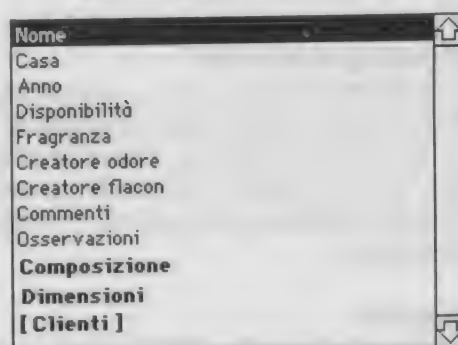 Nome
Casa
Anno
Disponibilità
Fragranza
Creatore odore
Creatore flacon
Commenti
Osservazioni
Composizione
Dimensioni
[Clienti]